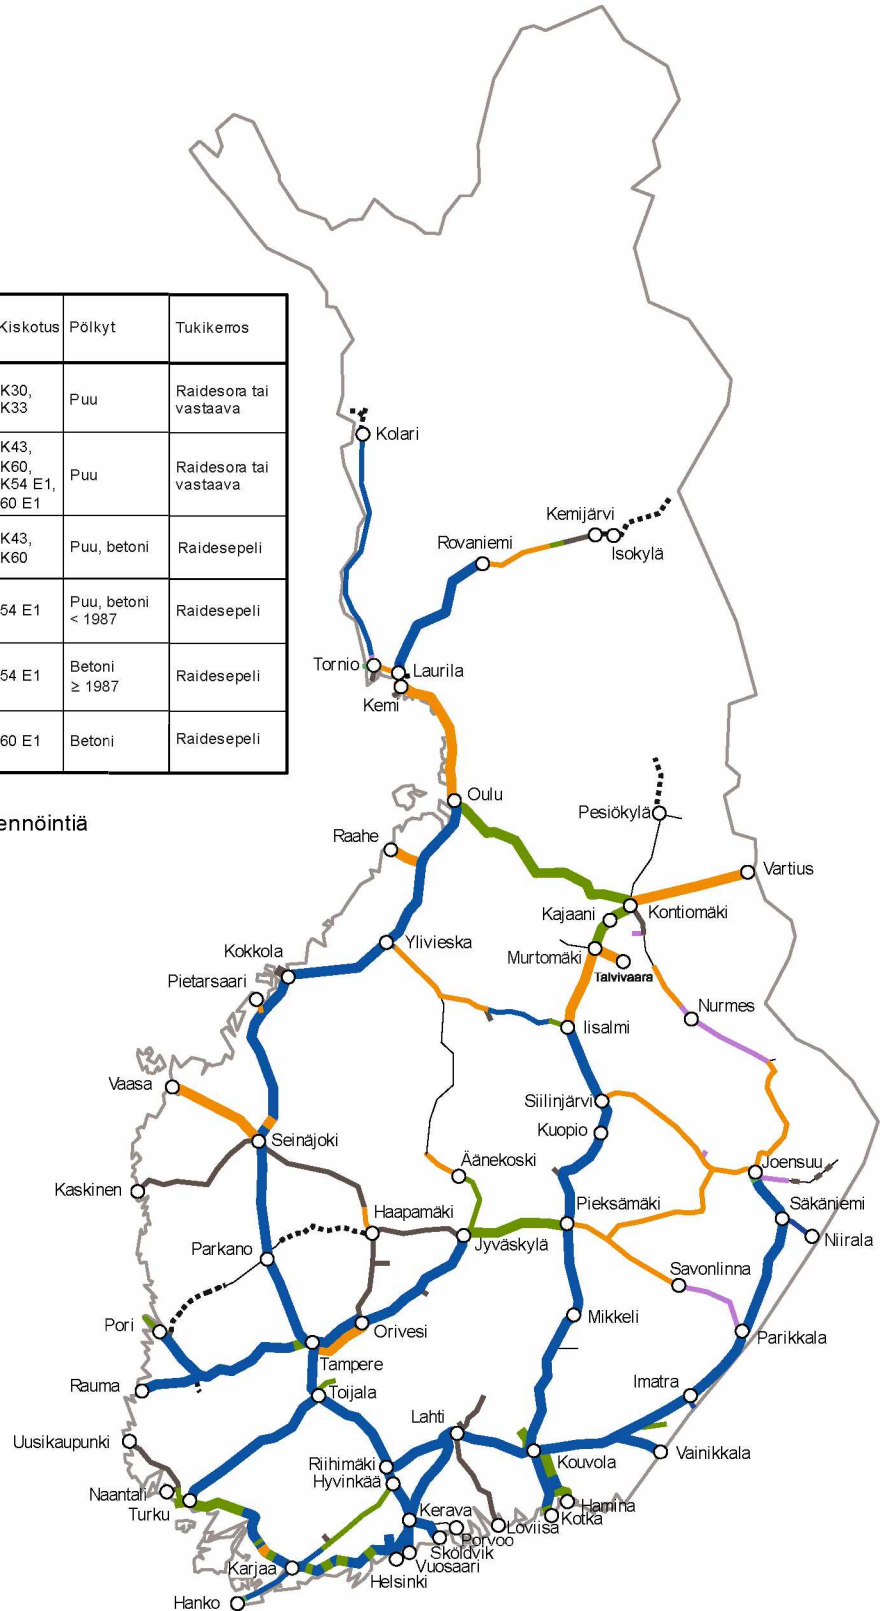 Kiskotus Pölkyt Tukikerros
K30,
K33
Puu
Raidesora tai
vastaava
K43,
K60,
K54 E1,
60 E1
Puu
Raidesora tai
vastaava
K43,
K60
Puu, betoni
Raidesepeli
54 E1
Puu, betoni
< 1987
Raidesepeli
54 E1
Betoni
≥ 1987
Raidesepeli
60 E1
Betoni
Raidesepeli
ennöintiä
Kolari
Kemijärvi
Rovaniemi
Isokylä
Tornio
Laurila
Kemi
Oulu
Pesiökylä
Raahe
Vartius
Kajaani
Kontiomäki
Ylivieska
Murtomäki
Kokkola
Talvivaara
Pietarsaari
Nurmes
Iisalmi
Vaasa
Siilinjärvi
Kuopio
Seinäjoki
Äänekoski
Joensuu
Kaskinen
Pieksämäki
Säkäniemi
Haapamäki
Jyväskylä
Niirala
Parkano
Savonlinna
Mikkeli
Pori
Orivesi
Parikkala
Tampere
Rauma
Toijala
Imatra
Lahti
Uusikaupunki
Vainikkala
Riihimäki
Kouvola
Hyvinkää
Naantali
Hamina
Turku
Kerava
Loviisa
Kotka
Porvoo
Sköldvik
Vuosaari
Karjaa
Helsinki
Hanko